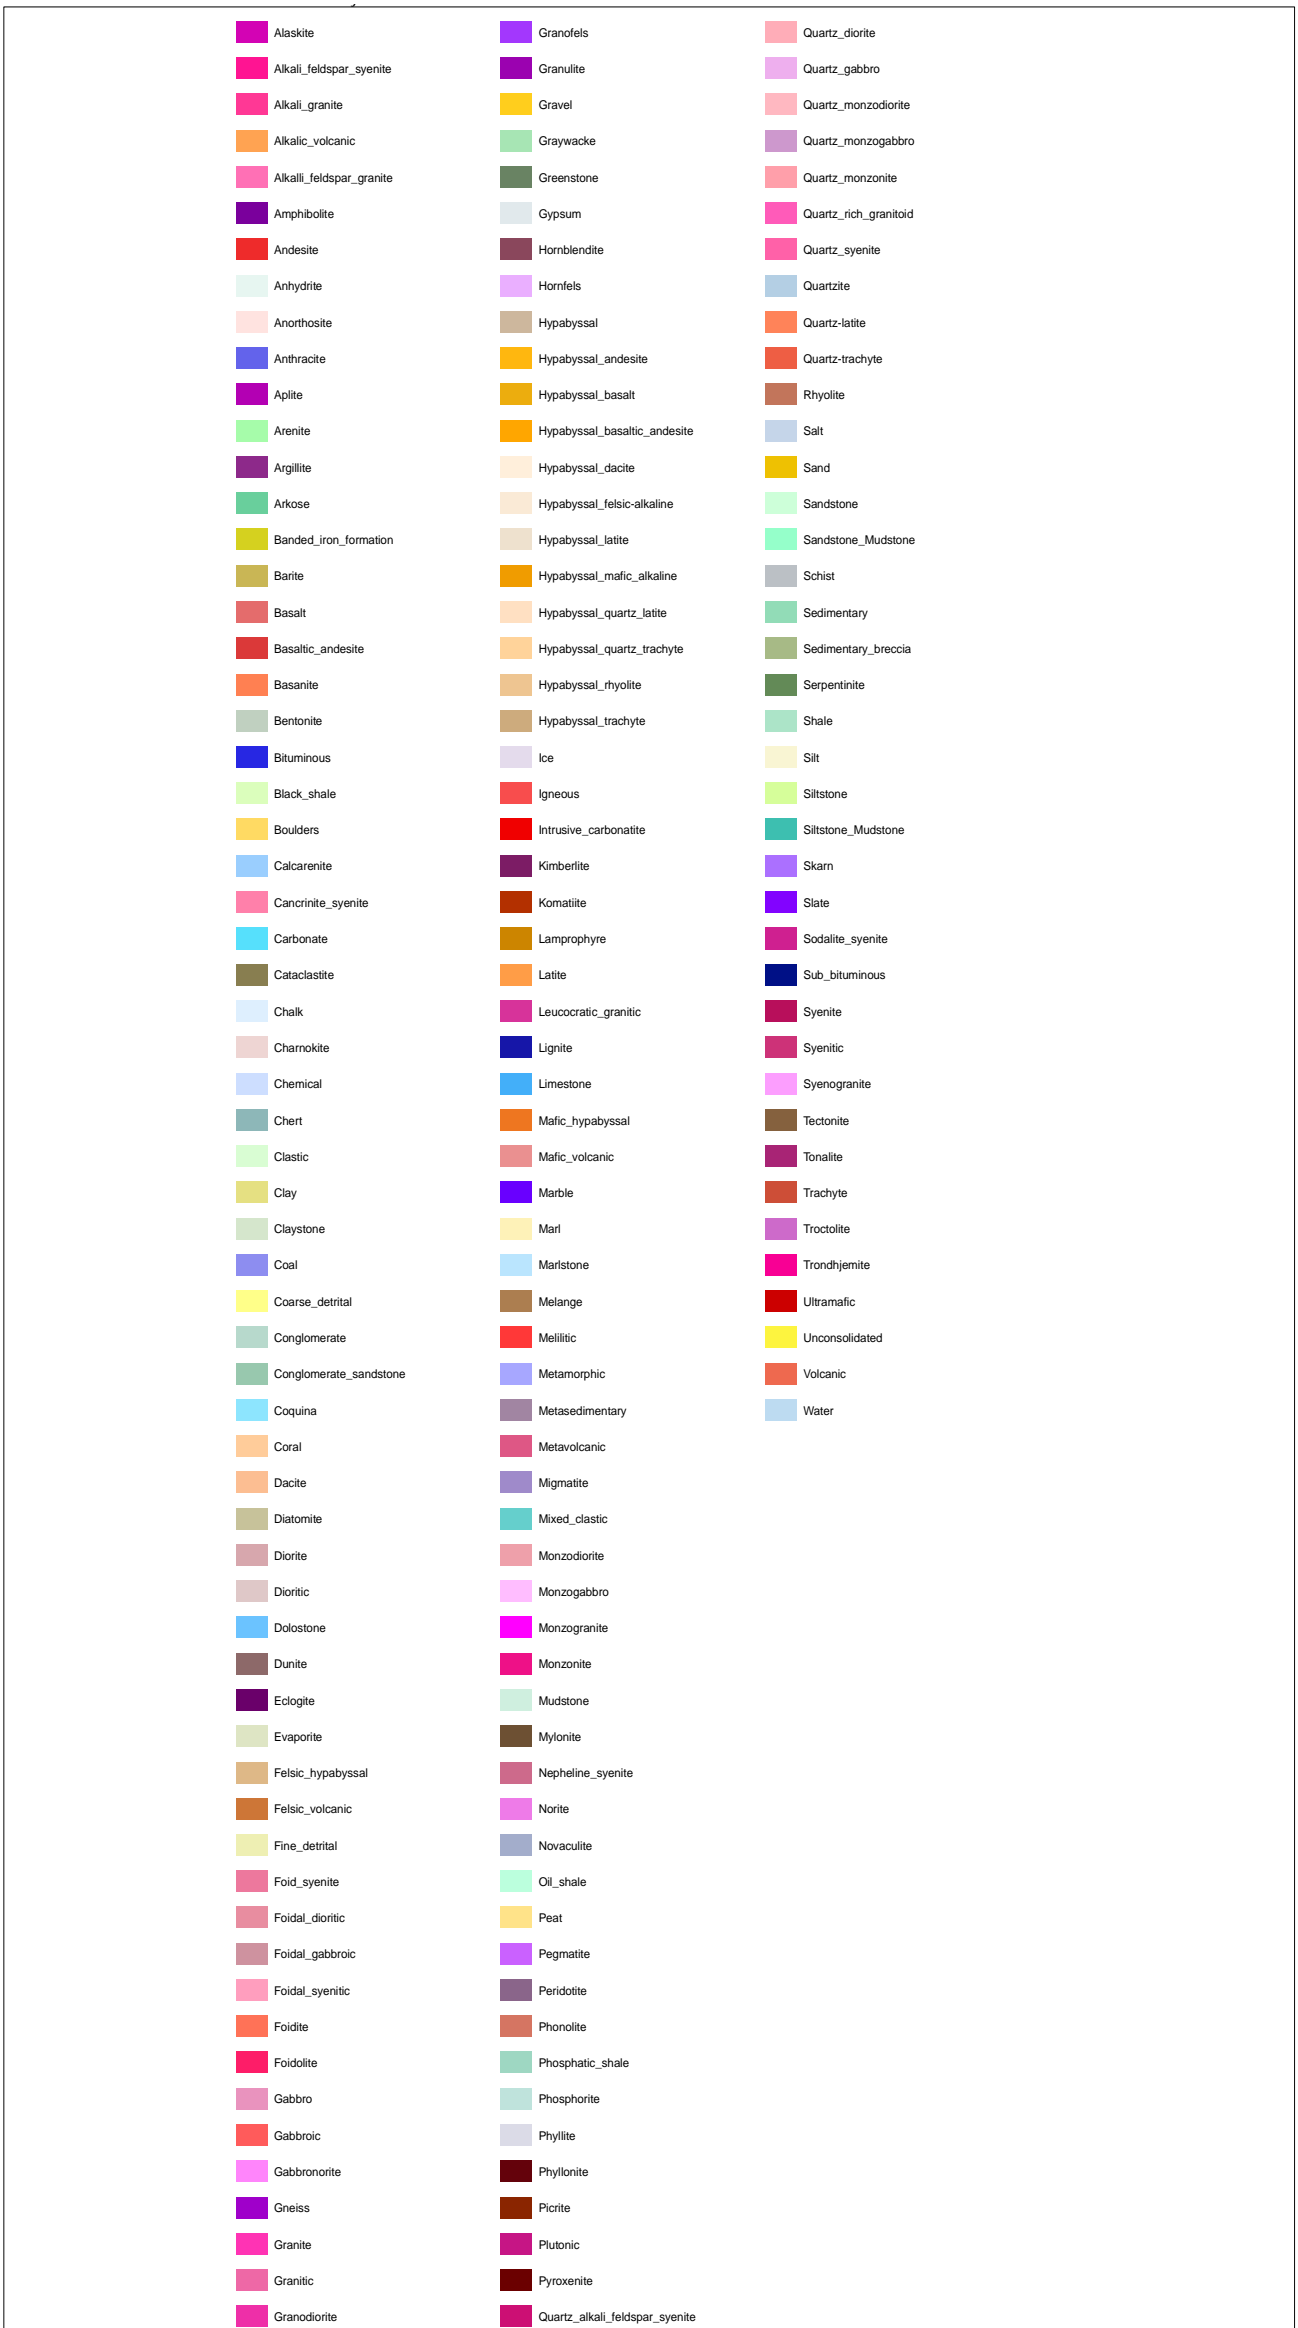 Alaskite
Alkali_feldspar_syenite
Alkali_granite
Alkalic_volcanic
Alkalli_feldspar_granite
Amphibolite
Andesite
Anhydrite
Anorthosite
Anthracite
Aplite
Arenite
Argillite
Arkose
Banded_iron_formation
Barite
Basalt
Basaltic_andesite
Basanite
Bentonite
Bituminous
Black_shale
Boulders
Calcarenite
Cancrinite_syenite
Carbonate
Cataclastite
Chalk
Charnokite
Chemical
Chert
Clastic
Clay
Claystone
Coal
Coarse_detrital
Conglomerate
Conglomerate_sandstone
Coquina
Coral
Dacite
Diatomite
Diorite
Dioritic
Dolostone
Dunite
Eclogite
Evaporite
Felsic_hypabyssal
Felsic_volcanic
Fine_detrital
Foid_syenite
Foidal_dioritic
Foidal_gabbroic
Foidal_syenitic
Foidite
Foidolite
Gabbro
Gabbroic
Gabbronorite
Gneiss
Granite
Granitic
Granodiorite
Granofels
Granulite
Gravel
Graywacke
Greenstone
Gypsum
Hornblendite
Hornfels
Hypabyssal
Hypabyssal_andesite
Hypabyssal_basalt
Hypabyssal_basaltic_andesite
Hypabyssal_dacite
Hypabyssal_felsic-alkaline
Hypabyssal_latite
Hypabyssal_mafic_alkaline
Hypabyssal_quartz_latite
Hypabyssal_quartz_trachyte
Hypabyssal_rhyolite
Hypabyssal_trachyte
Ice
Igneous
Intrusive_carbonatite
Kimberlite
Komatiite
Lamprophyre
Latite
Leucocratic_granitic
Lignite
Limestone
Mafic_hypabyssal
Mafic_volcanic
Marble
Marl
Marlstone
Melange
Melilitic
Metamorphic
Metasedimentary
Metavolcanic
Migmatite
Mixed_clastic
Monzodiorite
Monzogabbro
Monzogranite
Monzonite
Mudstone
Mylonite
Nepheline_syenite
Norite
Novaculite
Oil_shale
Peat
Pegmatite
Peridotite
Phonolite
Phosphatic_shale
Phosphorite
Phyllite
Phyllonite
Picrite
Plutonic
Pyroxenite
Quartz_alkali_feldspar_syenite
Quartz_diorite
Quartz_gabbro
Quartz_monzodiorite
Quartz_monzogabbro
Quartz_monzonite
Quartz_rich_granitoid
Quartz_syenite
Quartzite
Quartz-latite
Quartz-trachyte
Rhyolite
Salt
Sand
Sandstone
Sandstone_Mudstone
Schist
Sedimentary
Sedimentary_breccia
Serpentinite
Shale
Silt
Siltstone
Siltstone_Mudstone
Skarn
Slate
Sodalite_syenite
Sub_bituminous
Syenite
Syenitic
Syenogranite
Tectonite
Tonalite
Trachyte
Troctolite
Trondhjemite
Ultramafic
Unconsolidated
Volcanic
Water